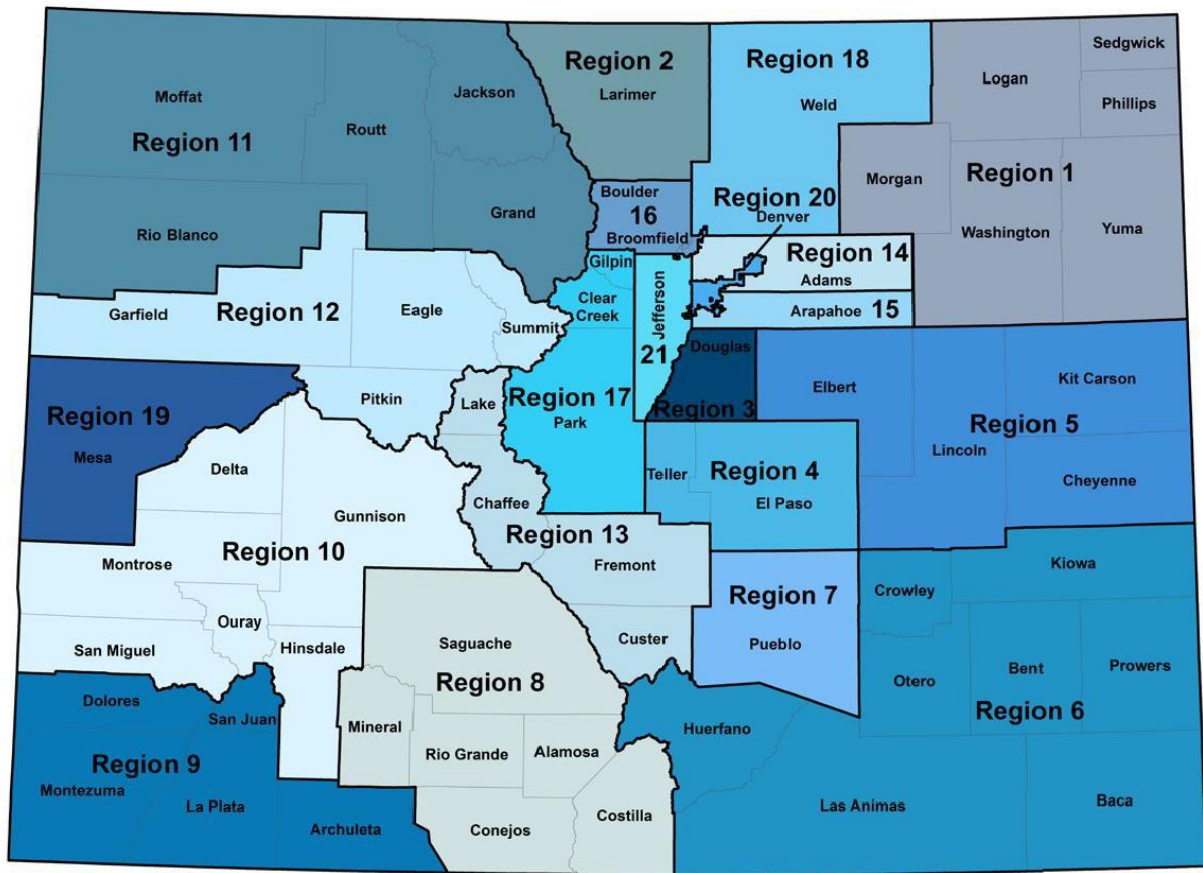 Sedgwick
Region 2
Region 18
Logan
Larimer
Jackson
Weld
Phillips
Moffat
Routt
Region 11
Morgan
Region 1
Boulder
Region 20
16
Denver
Grand
Washington
Yuma
Rio Blanco
Broomfield
Gilpin
Region 14
Adams
Clear
Creek
Jefferson
Eagle
Region 12
Garfield
Summit
Arapahoe 15
Douglas
21
Kit Carson
Elbert
Pitkin
Lake
Region 17
Region 3
Region 19
Park
Region 5
Lincoln
Mesa
Delta
Teller
Region 4
Cheyenne
Chaffee
El Paso
Gunnison
Region 13
Region 10
Montrose
Fremont
Kiowa
Crowley
Region 7
Ouray
Custer
Pueblo
San Miguel
Hinsdale
Saguache
Bent
Prowers
Otero
Region 8
Dolores
San Juan
Region 6
Mineral
Huerfano
Rio Grande
Alamosa
Region 9
Montezuma
La Plata
Las Animas
Baca
Archuleta
Conejos
Costilla